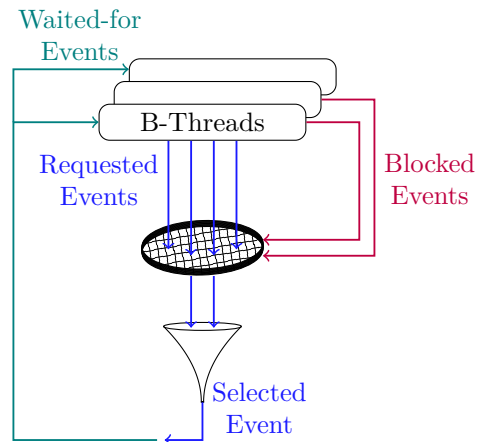 Waited-for
Events
B-Threads
Requested
Events
Blocked
Events
Selected
Event